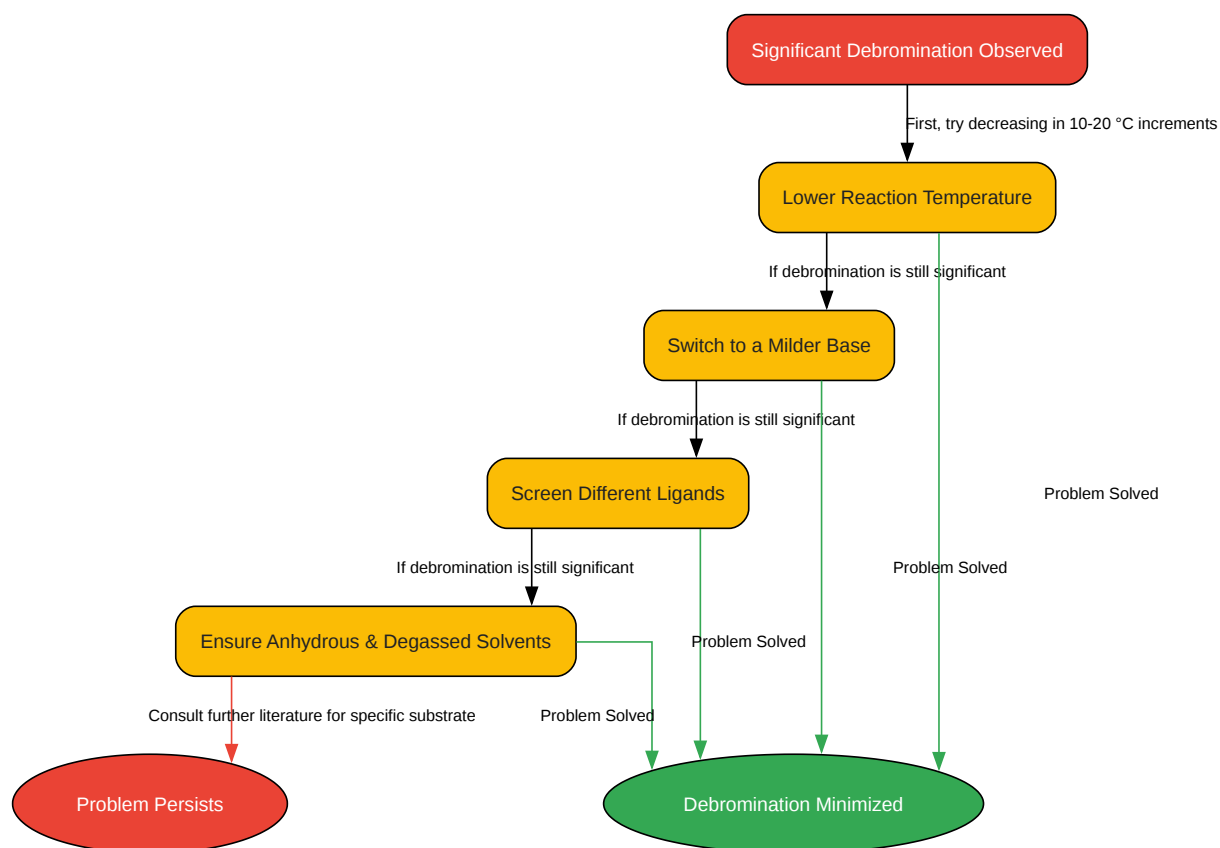 Significant Debromination Observed
First, try decreasing in 10-20 °C increments
Lower Reaction Temperature
If debromination is still significant
Switch to a Milder Base
If debromination is still significant
Screen Different Ligands
Problem Solved
If debromination is still significant
Problem Solved
Ensure Anhydrous & Degassed Solvents
Problem Solved
Consult further literature for specific substrate
Problem Solved
Problem Persists
Debromination Minimized